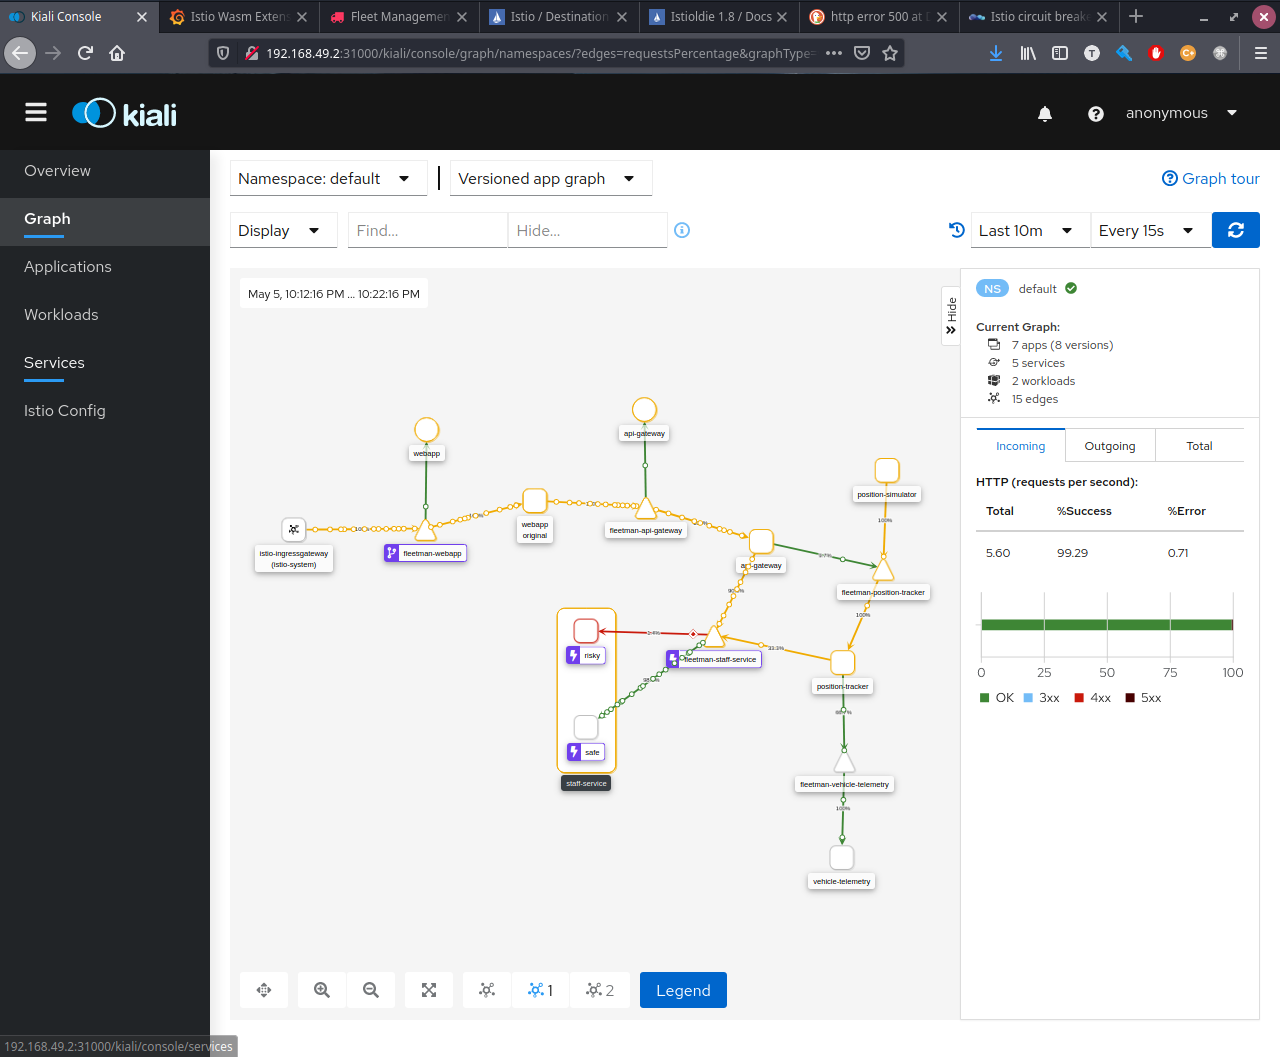 Kiali Console
Istio Wasm Extens
Fleet Managemen
Istio / Destination
Istioldie 1.8 / Docs
http error 500 at
Istio circuit break
192.168.49.2:31000/kiali/console/graph/namespaces/?edges=requestsPercentage&graphType=
kiali
anonymous
Overview
Graph
Applications
Workloads
Services
Istio Config
Namespace: default
Versioned app graph
Graph tour
Display
Find...
Hide...
Last 10m
Every 15s
May 5, 10:12:16 PM ... 10:22:16 PM
Hide
NS default
Current Graph:
7 apps (8 versions)
5 services
2 workloads
15 edges
Incoming
Outgoing
Total
HTTP (requests per second):
Total %Success %Error
5.60 99.29 0.71
0 25 50 75 100
OK 3xx 4xx 5xx
api-gateway
webapp
position-simulator
100%
webapp
original
fleetman-api-gateway
istio-ingressgateway
(istio-system)
fleetman-webapp
api-gateway
fleetman-position-tracker
100%
risky
fleetman-staff-service
33.3%
position-tracker
safe
staff-service
fleetman-vehicle-telemetry
100%
vehicle-telemetry
1
2
Legend
192.168.49.2:31000/kiali/console/services